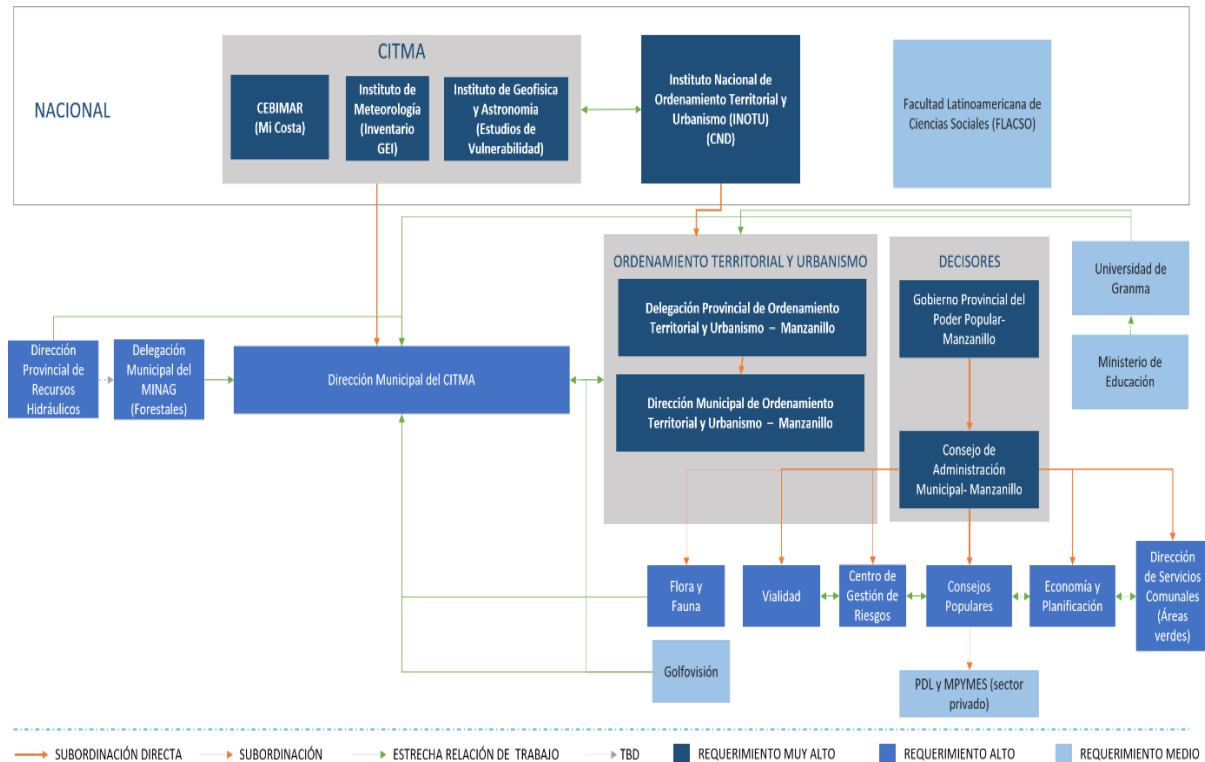 NACIONAL
CITMA
CEBIMAR
(Mi Costa)
Instituto de
Meteorología
(Inventario
GEI)
Instituto de Geofísica
y Astronomia
(Estudios de
Vulnerabilidad)
Instituto Nacional de
Ordenamiento Territorial y
Urbanismo (INOTU)
(CND)
Facultad Latinoamericana de
Ciencias Sociales (FLACSO)
ORDENAMIENTO TERRITORIAL Y URBANISMO
Delegación Provincial de Ordenamiento
Territorial y Urbanismo – Manzanillo
Dirección Municipal de Ordenamiento
Territorial y Urbanismo – Manzanillo
DECISORES
Gobierno Provincial del
Poder Popular-
Manzanillo
Consejo de
Administración
Municipal- Manzanillo
Universidad de
Granma
Ministerio de
Educación
Dirección
Provincial de
Recursos
Hidráulicos
Delegación
Municipal del
MINAG
(Forestales)
Dirección Municipal del CITMA
Flora y
Fauna
Vialidad
Centro de
Gestión de
Riesgos
Consejos
Populares
Economía y
Planificación
Dirección
de Servicios
Comunales
(Áreas
verdes)
Golfovisión
PDL y MPYMES (sector
privado)
SUBORDINACIÓN DIRECTA
SUBORDINACIÓN
ESTRECHA RELACIÓN DE TRABAJO
TBD
REQUERIMIENTO MUY ALTO
REQUERIMIENTO ALTO
REQUERIMIENTO MEDIO